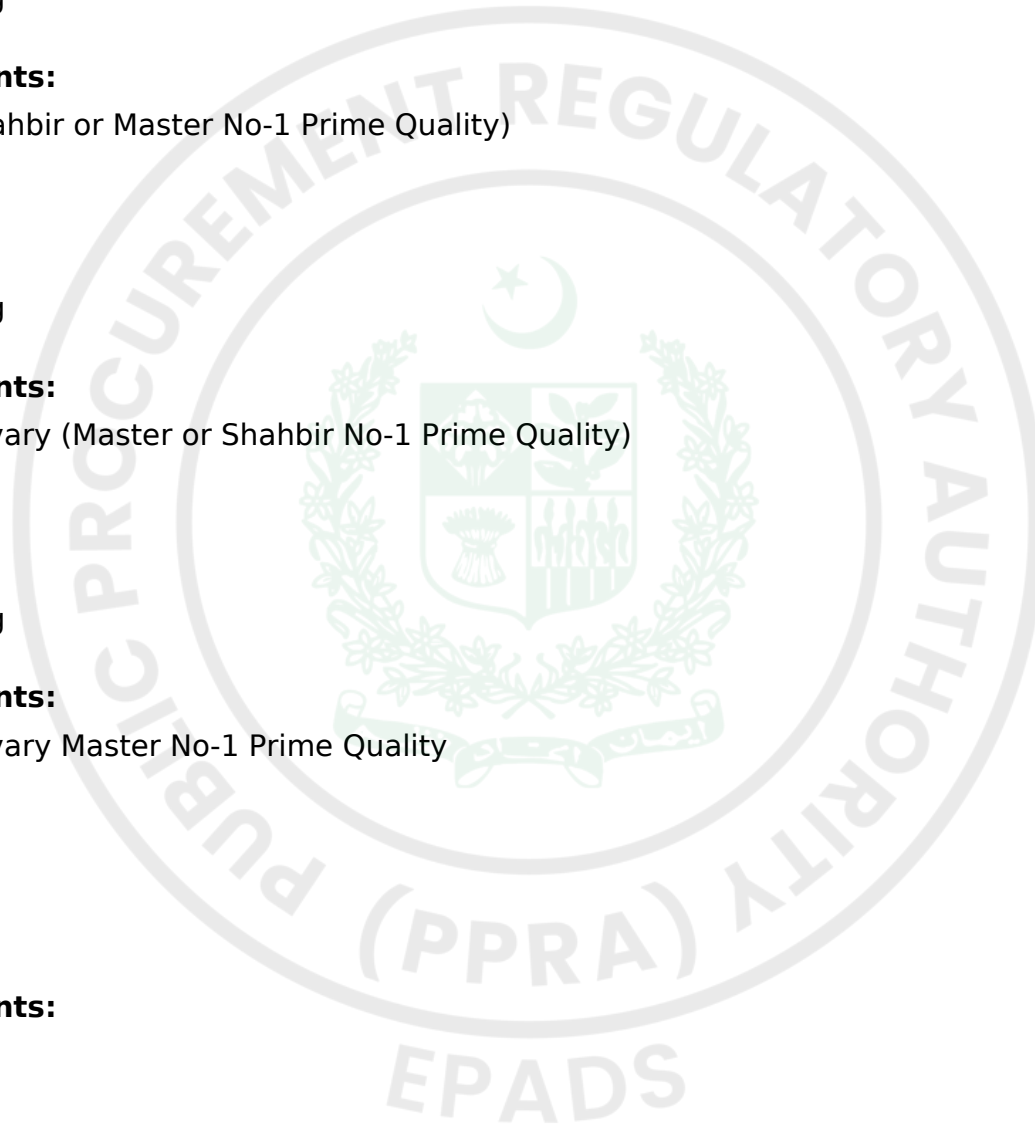 g
nts:
ahbir or Master No-1 Prime Quality)
g
nts:
vary (Master or Shahbir No-1 Prime Quality)
g
nts:
vary Master No-1 Prime Quality
nts:
PUBLIC PROCUREMENT REGULATORY AUTHORITY
(PPRA)
EPADS